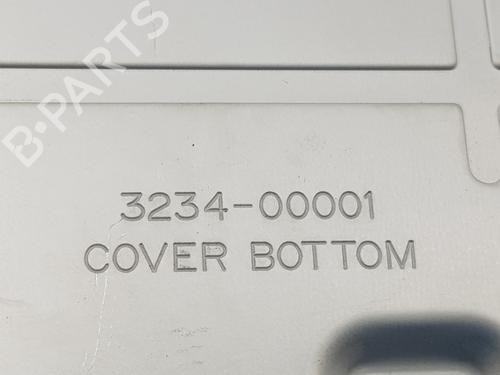 B-PARTS
3234-00001
COVER BOTTOM